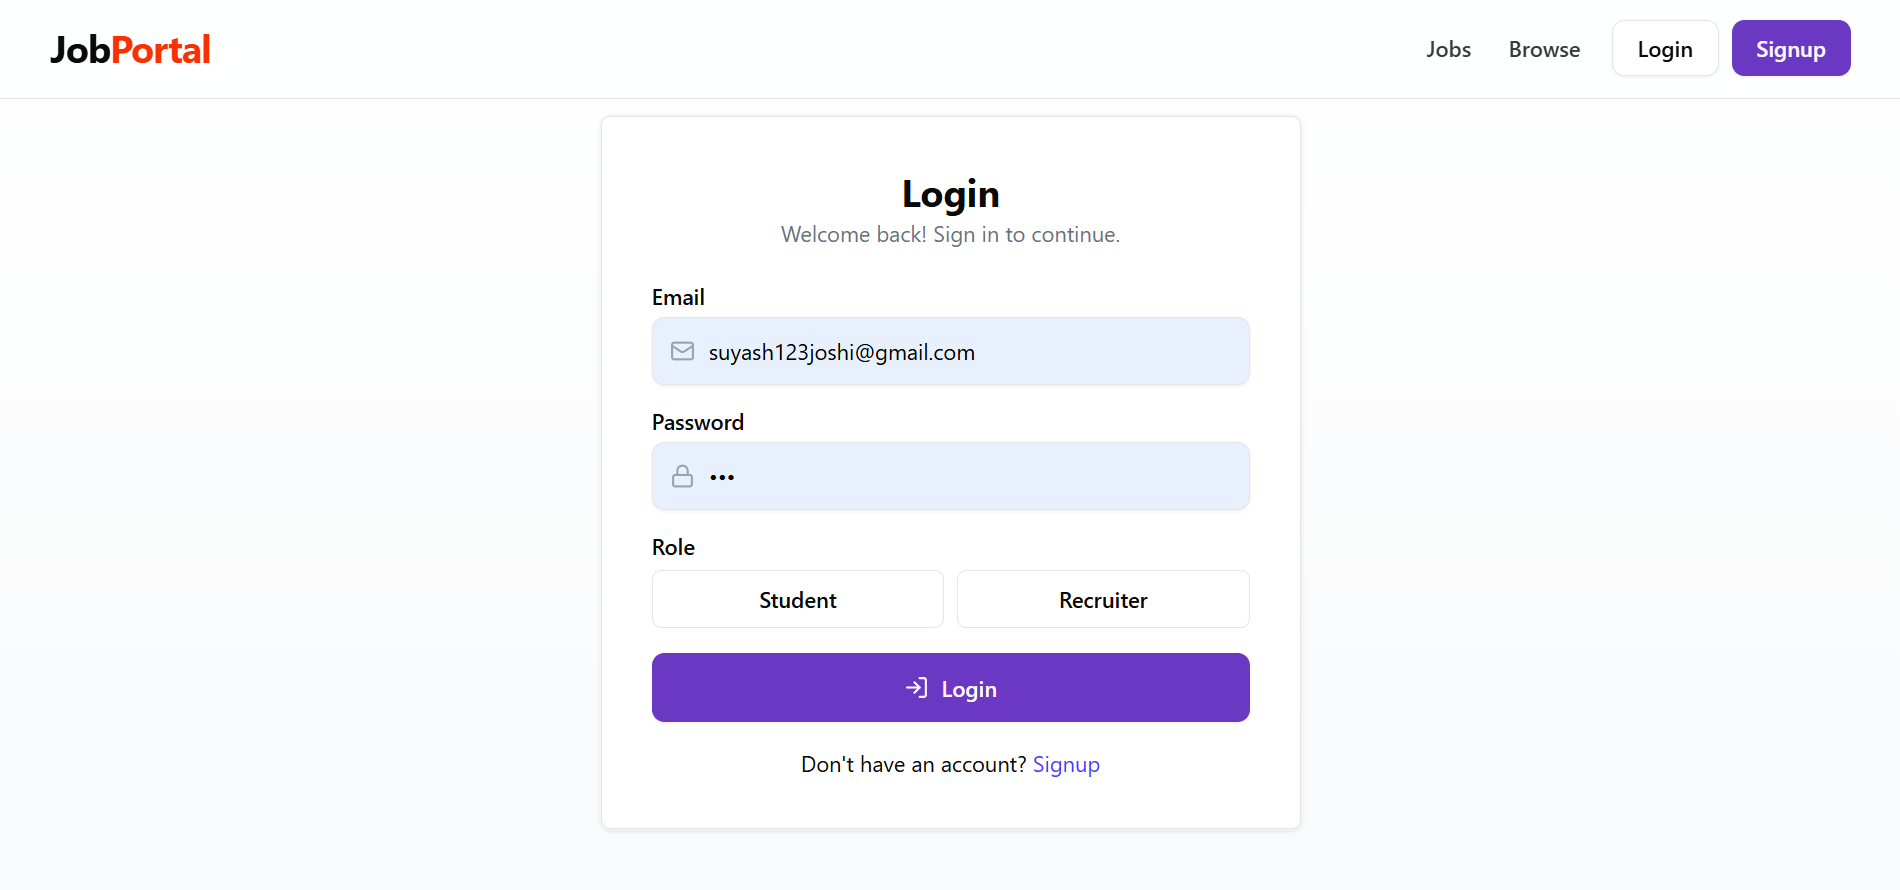 JobPortal
Jobs Browse Login Signup
Login
Welcome back! Sign in to continue.
Email
suyash123joshi@gmail.com
Password
•••
Role
Student Recruiter
Login
Don't have an account? Signup